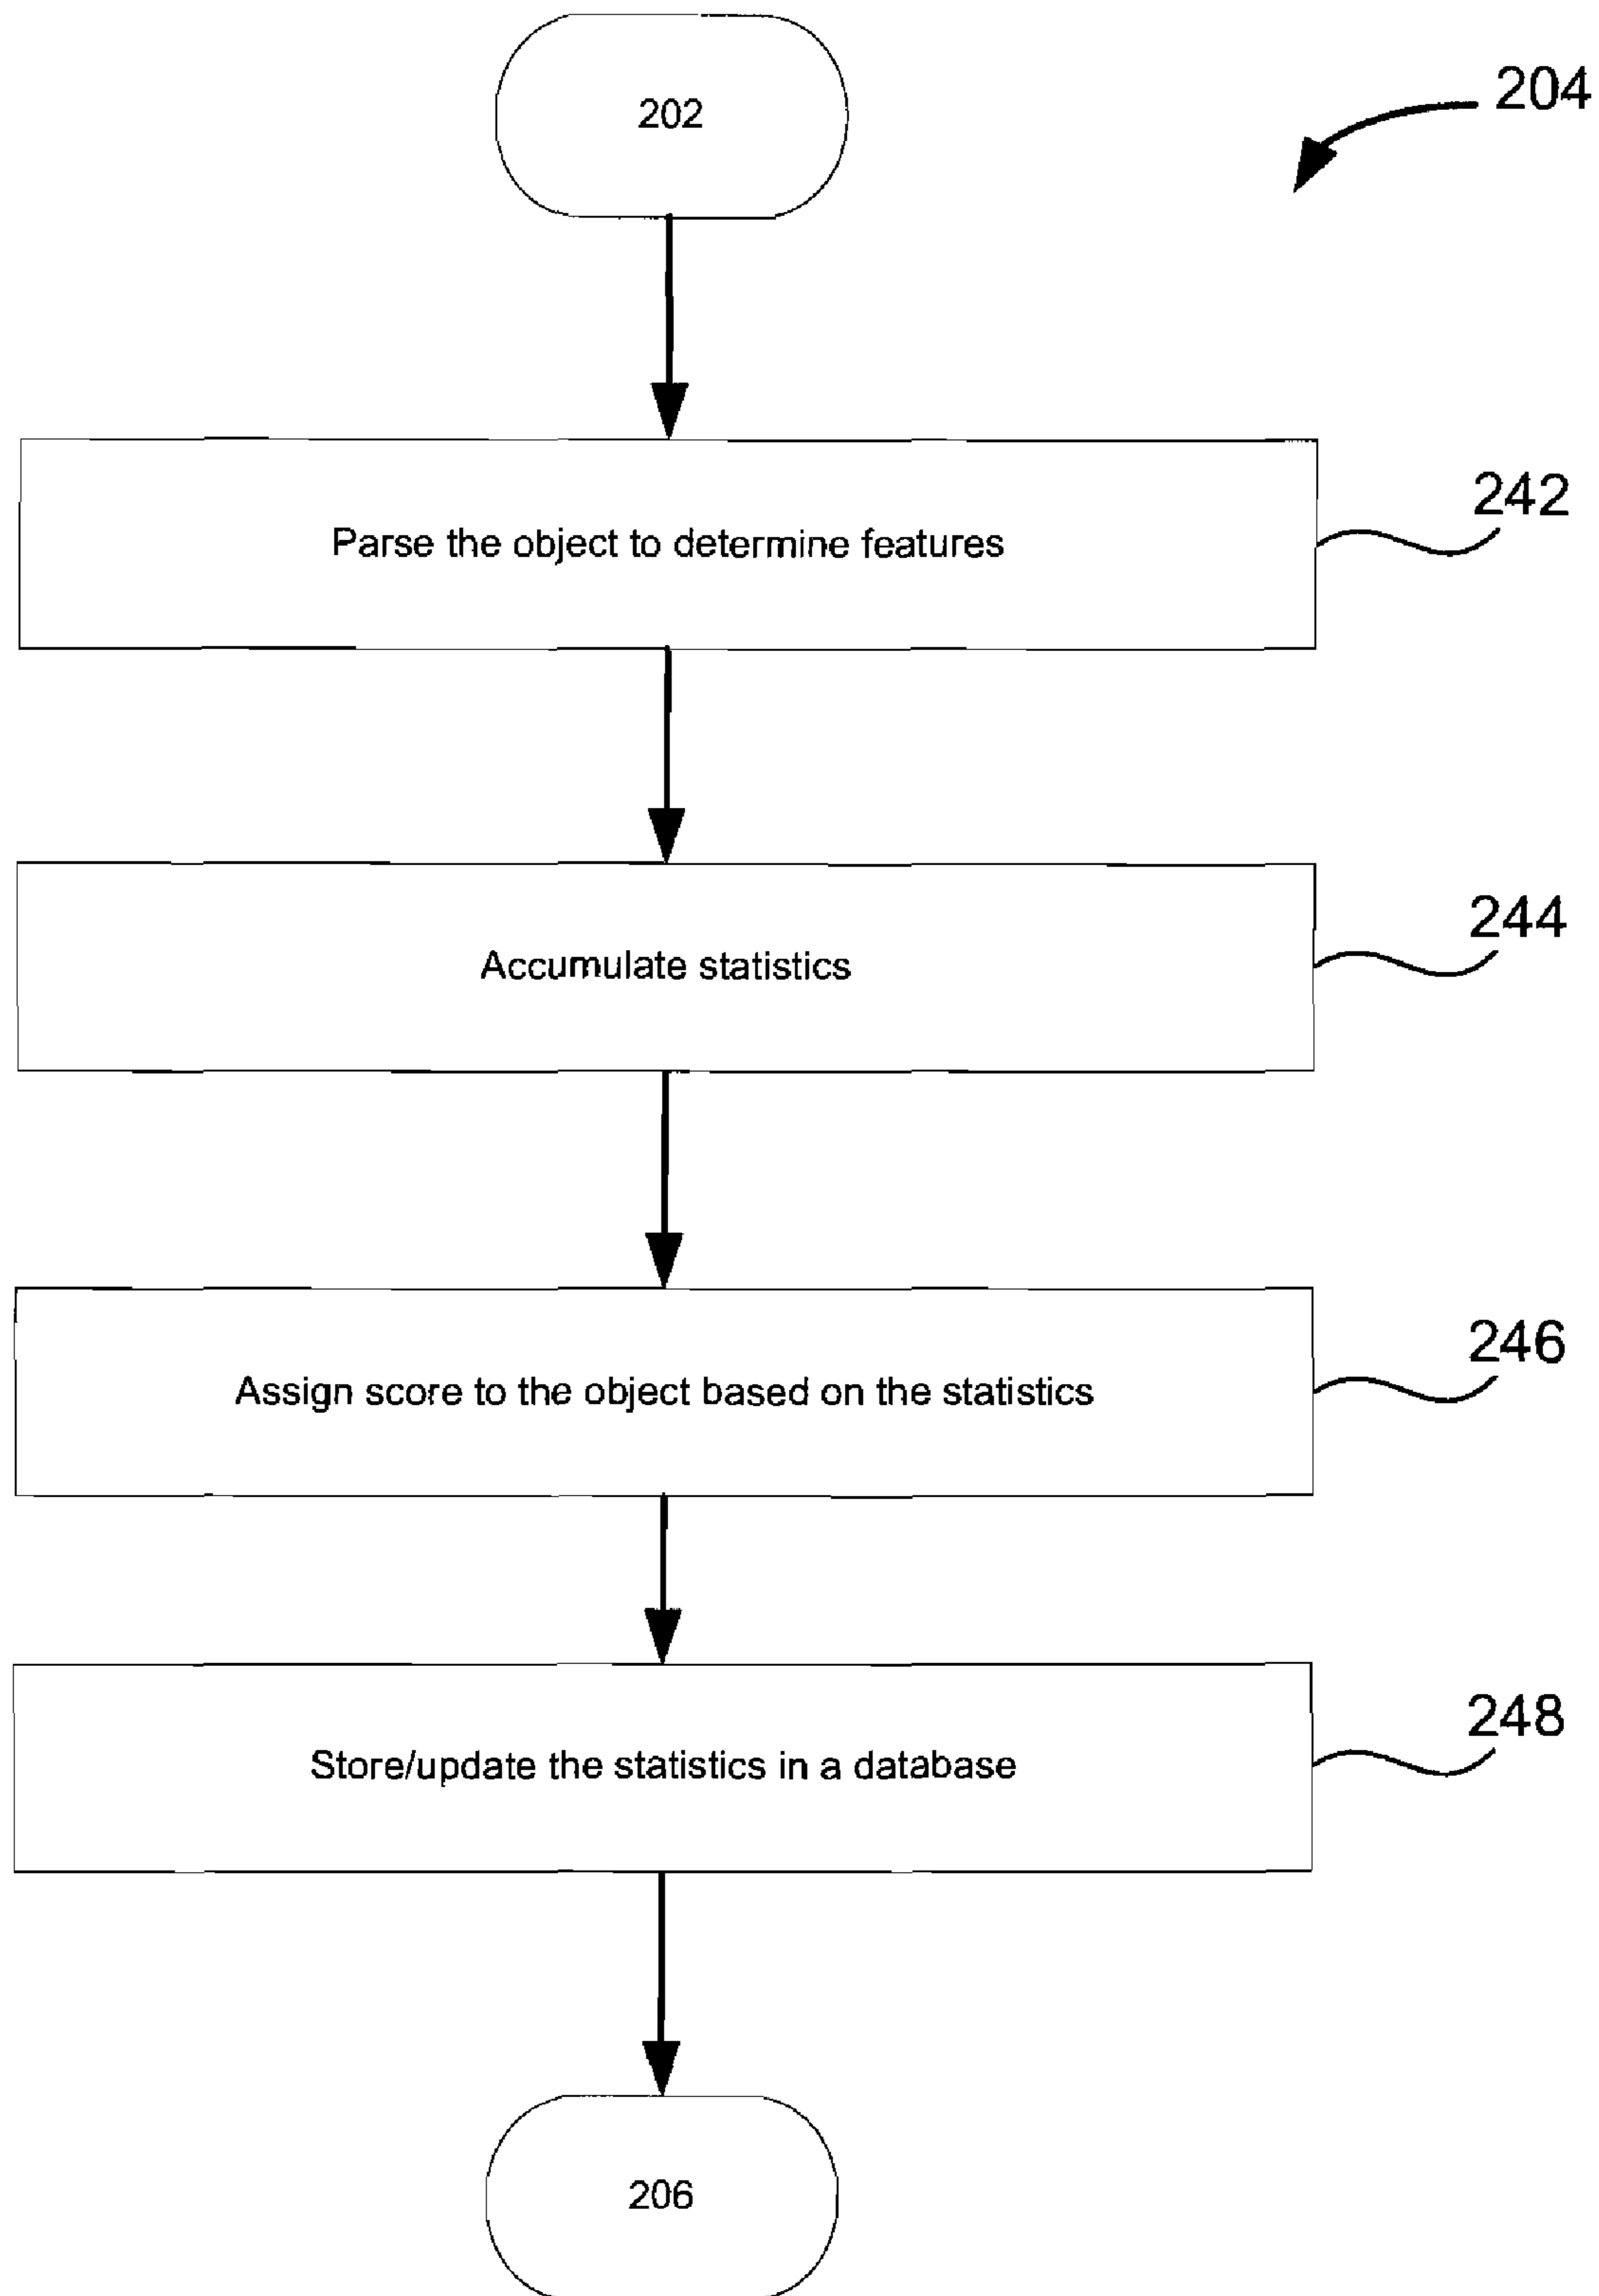 202
204
Parse the object to determine features
242
Accumulate statistics
244
Assign score to the object based on the statistics
246
Store/update the statistics in a database
248
206